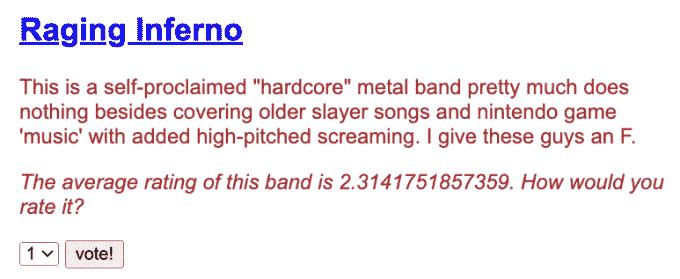 Raging Inferno
This is a self-proclaimed "hardcore" metal band pretty much does
nothing besides covering older slayer songs and nintendo game
'music' with added high-pitched screaming. I give these guys an F.
The average rating of this band is 2.3141751857359. How would you
rate it?
1 vote!